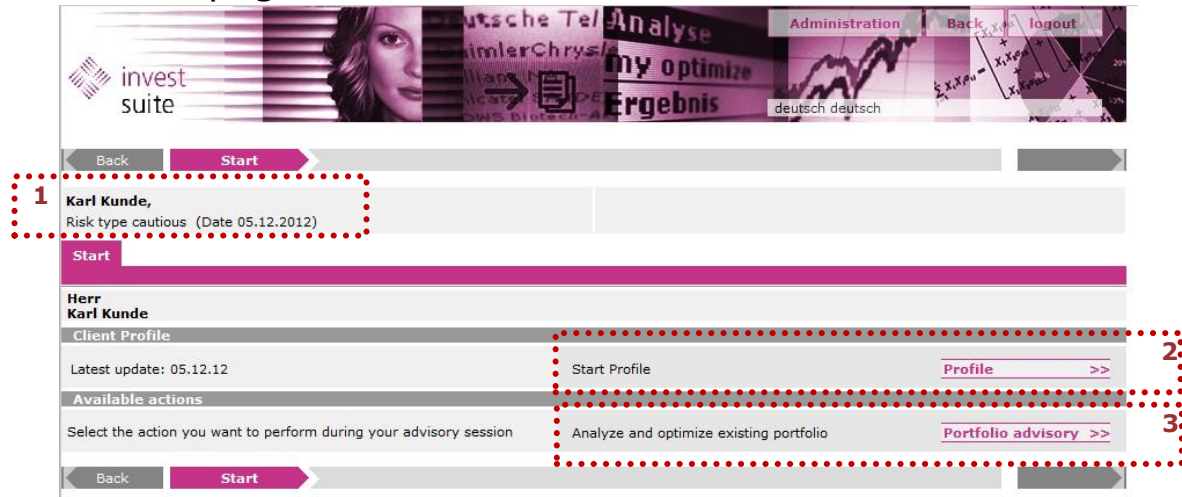 utsche Tel
Analyse
Administration
Back
logout
imlerChrysle
my optimize
invest
suite
Ergebnis
deutsch deutsch
Back
Start
1
Karl Kunde,
Risk type cautious (Date 05.12.2012)
Start
Herr
Karl Kunde
Client Profile
2
Latest update: 05.12.12
Start Profile
Profile >>
Available actions
3
Select the action you want to perform during your advisory session
Analyze and optimize existing portfolio
Portfolio advisory >>
Back
Start